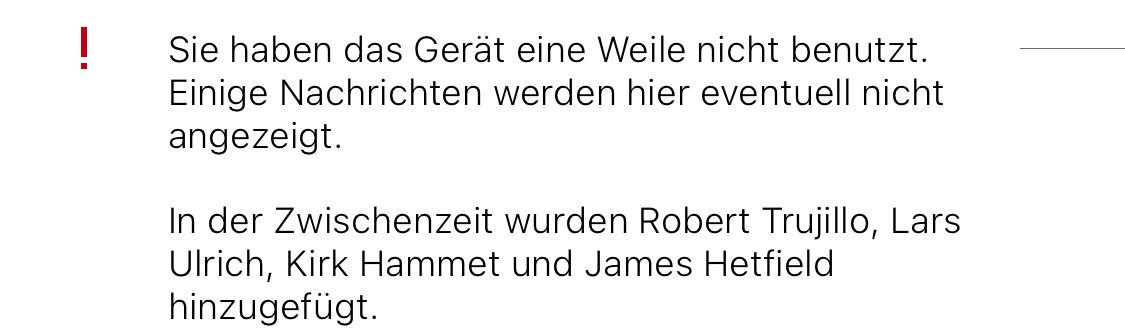 !
Sie haben das Gerät eine Weile nicht benutzt.
Einige Nachrichten werden hier eventuell nicht
angezeigt.
In der Zwischenzeit wurden Robert Trujillo, Lars
Ulrich, Kirk Hammet und James Hetfield
hinzugefügt.